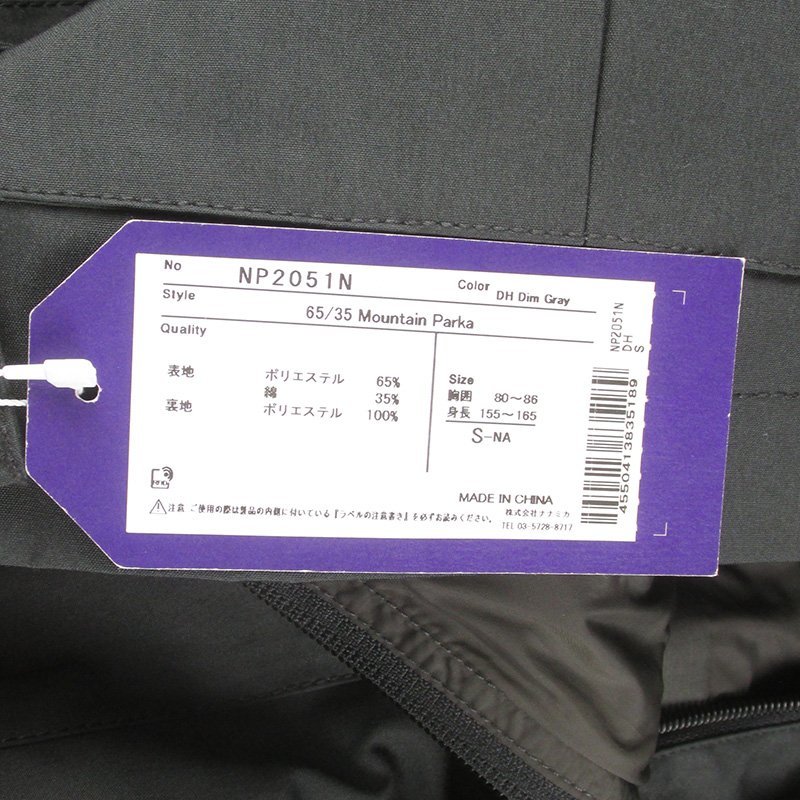 No NP2051N Color DH Dim Gray
Style 65/35 Mountain Parka
Quality
表地 ポリエステル 65%
綿 35%
裏地 ポリエステル 100%
Size
胸囲 80～86
身長 155～165
S-NA
RFID
MADE IN CHINA
⚠注意 ご使用の際は製品の内側に付いている『ラベルの注意書き』を必ずお読みください。
株式会社ナナミカ
TEL 03-5728-8717
NP2051N
DH
S
4550413835189